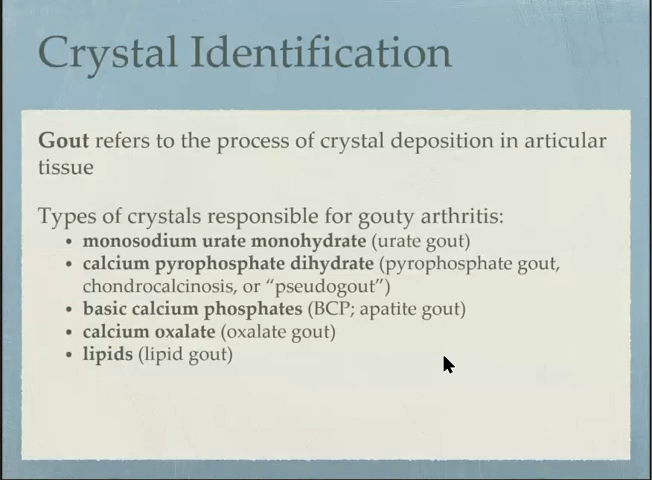 Crystal Identification
Gout refers to the process of crystal deposition in articular
tissue
Types of crystals responsible for gouty arthritis:
• monosodium urate monohydrate (urate gout)
• calcium pyrophosphate dihydrate (pyrophosphate gout,
chondrocalcinosis, or “pseudogout”)
• basic calcium phosphates (BCP; apatite gout)
• calcium oxalate (oxalate gout)
• lipids (lipid gout)